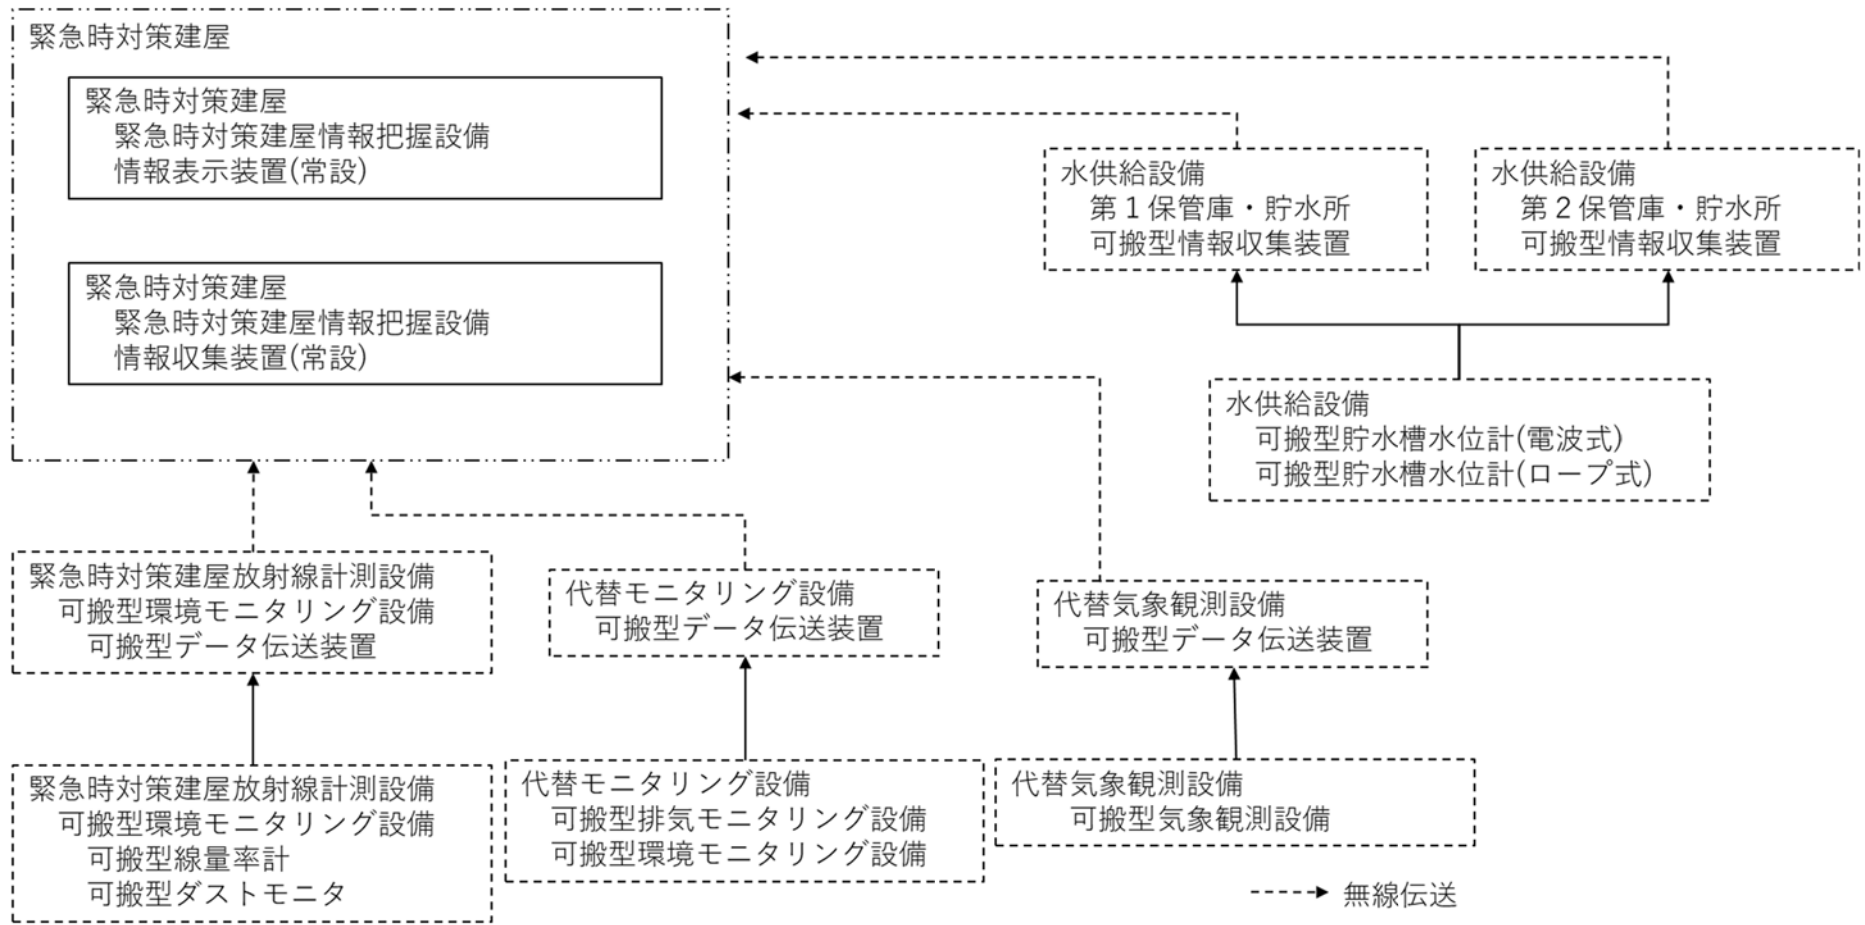 緊急時対策建屋
緊急時対策建屋
緊急時対策建屋情報把握設備
情報表示装置(常設)
緊急時対策建屋
緊急時対策建屋情報把握設備
情報収集装置(常設)
水供給設備
第1保管庫・貯水所
可搬型情報収集装置
水供給設備
第2保管庫・貯水所
可搬型情報収集装置
水供給設備
可搬型貯水槽水位計(電波式)
可搬型貯水槽水位計(ロープ式)
緊急時対策建屋放射線計測設備
可搬型環境モニタリング設備
可搬型データ伝送装置
代替モニタリング設備
可搬型データ伝送装置
代替気象観測設備
可搬型データ伝送装置
緊急時対策建屋放射線計測設備
可搬型環境モニタリング設備
可搬型線量率計
可搬型ダストモニタ
代替モニタリング設備
可搬型排気モニタリング設備
可搬型環境モニタリング設備
代替気象観測設備
可搬型気象観測設備
無線伝送